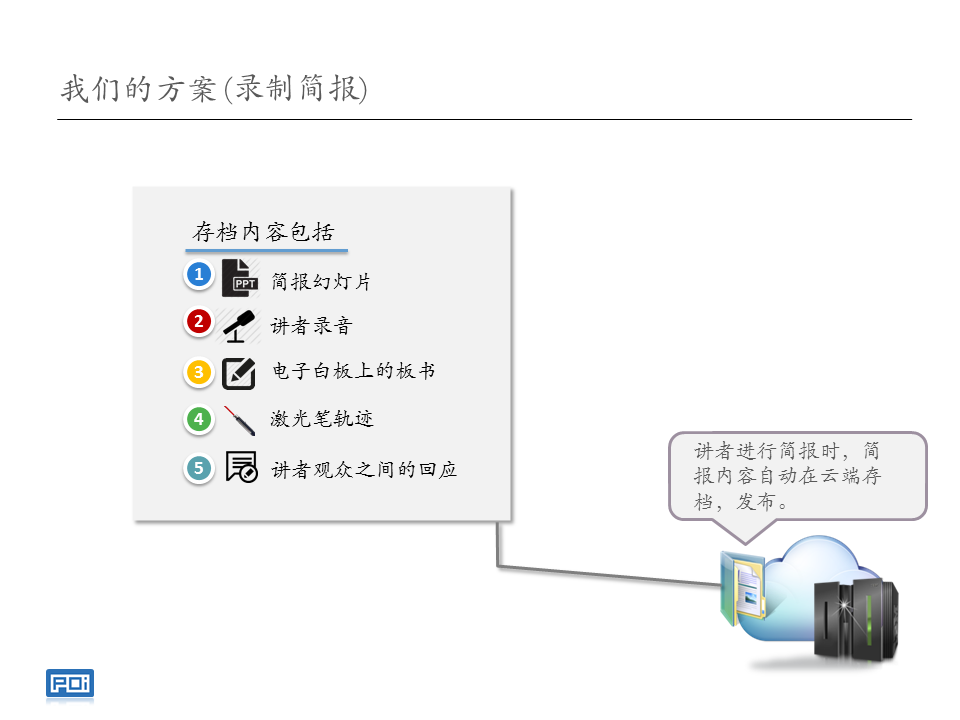 我们的方案(录制简报)
存档内容包括
1 PPT 简报幻灯片
2 讲者录音
3 电子白板上的板书
4 激光笔轨迹
5 讲者观众之间的回应
讲者进行简报时，简
报内容自动在云端存
档，发布。
POi